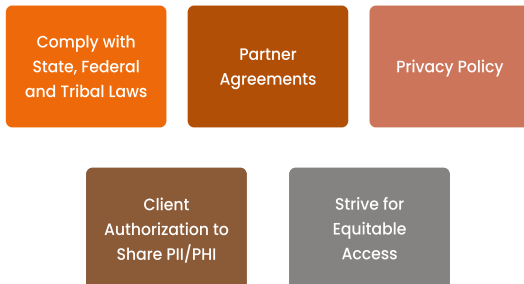 Comply with
State, Federal
and Tribal Laws
Partner
Agreements
Privacy Policy
Client
Authorization to
Share PII/PHI
Strive for
Equitable
Access